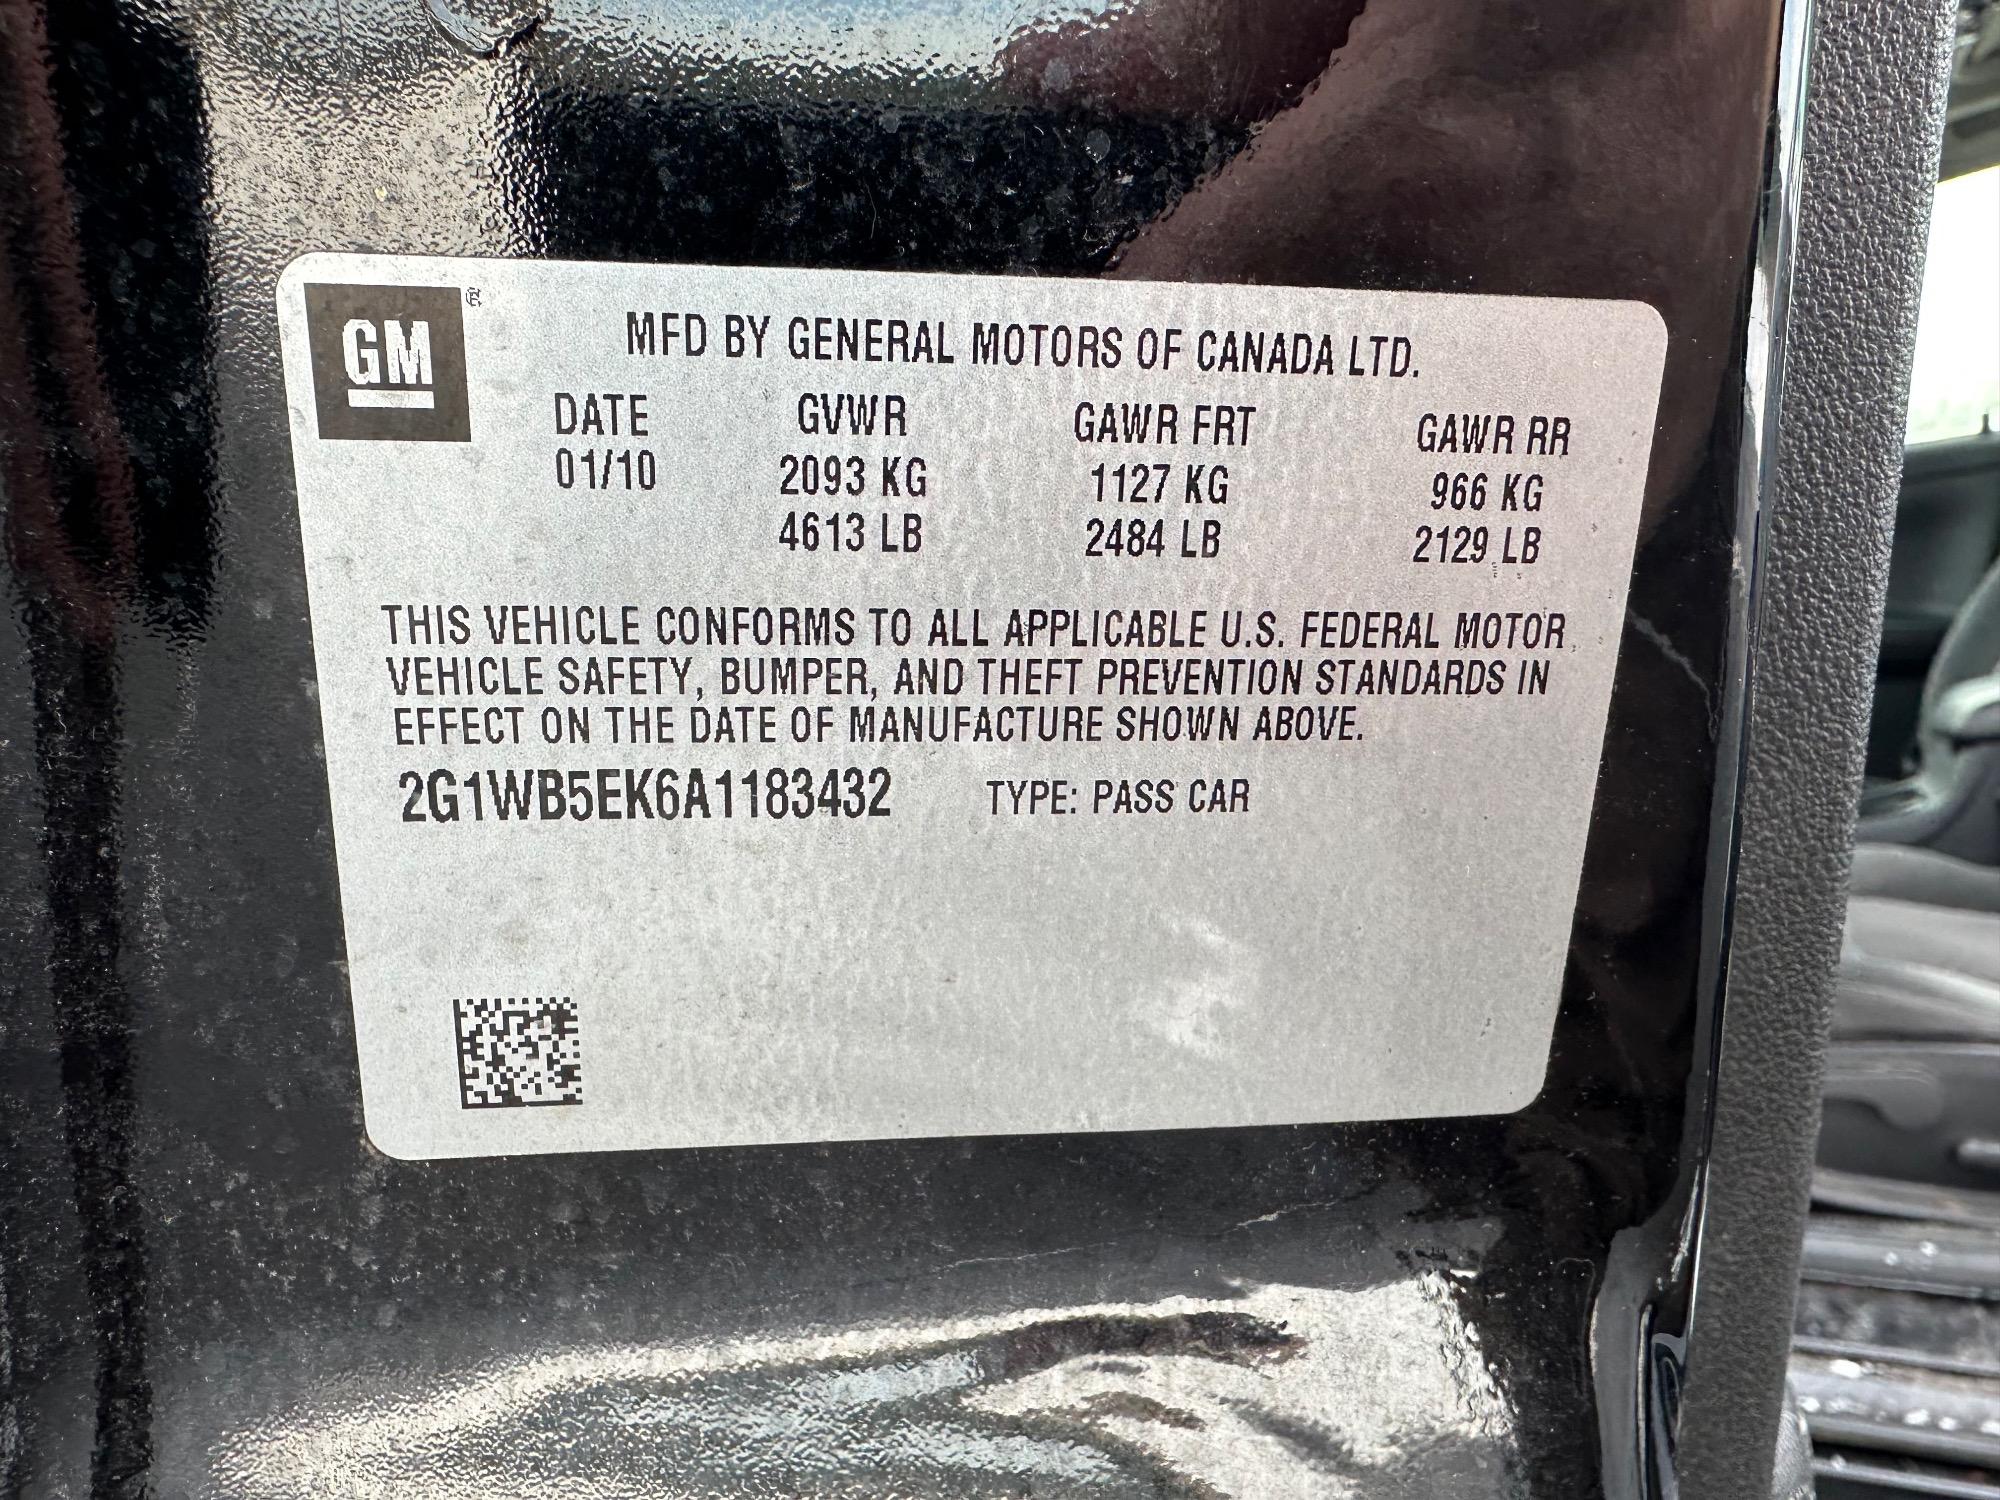 GM
MFD BY GENERAL MOTORS OF CANADA LTD.
DATE GVWR GAWR FRT GAWR RR
01/10 2093 KG 1127 KG 966 KG
4613 LB 2484 LB 2129 LB
THIS VEHICLE CONFORMS TO ALL APPLICABLE U.S. FEDERAL MOTOR
VEHICLE SAFETY, BUMPER, AND THEFT PREVENTION STANDARDS IN
EFFECT ON THE DATE OF MANUFACTURE SHOWN ABOVE.
2G1WB5EK6A1183432 TYPE: PASS CAR